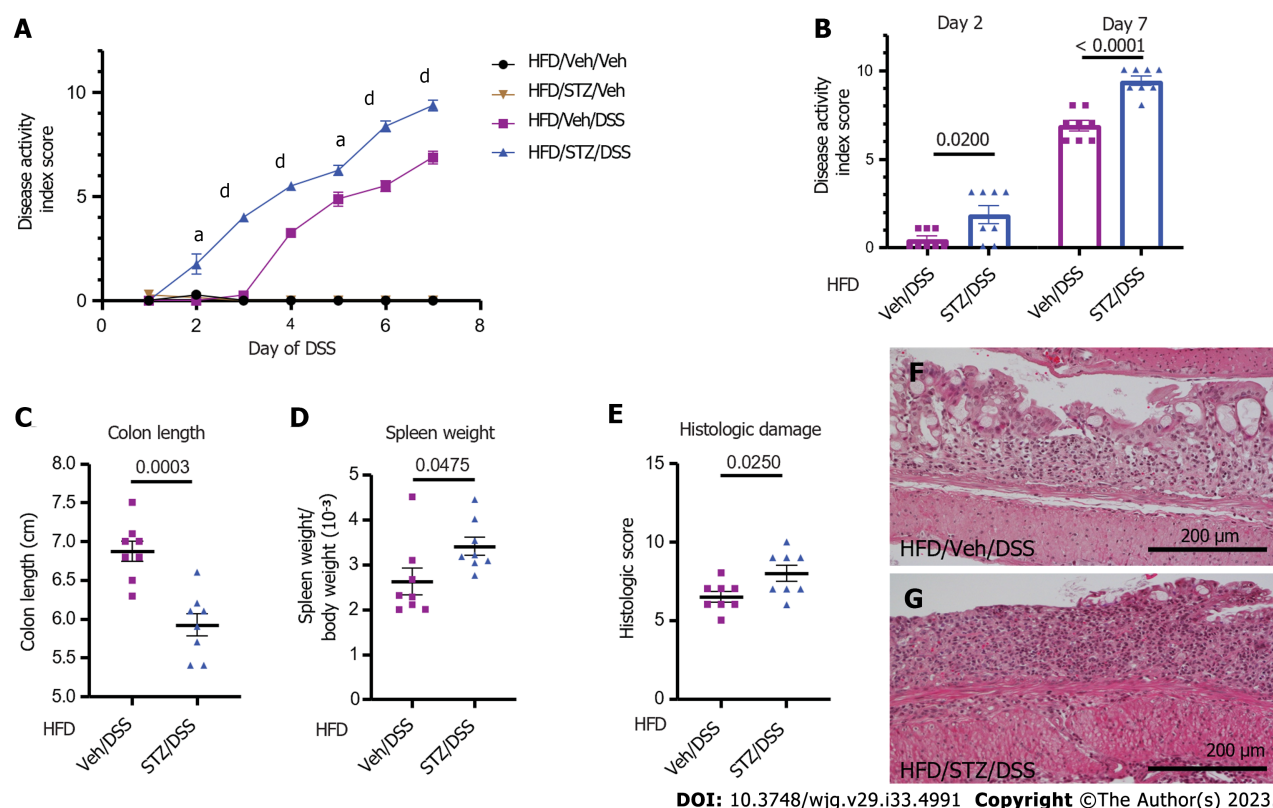 A
Disease activity
index score
10
5
0
0
2
4
6
8
Day of DSS
a
d
d
a
d
d
HFD/Veh/Veh
HFD/STZ/Veh
HFD/Veh/DSS
HFD/STZ/DSS
B
Day 2
Day 7
< 0.0001
0.0200
Disease activity
index score
10
5
0
HFD
Veh/DSS
STZ/DSS
Veh/DSS
STZ/DSS
C
Colon length
0.0003
Colon length (cm)
8.0
7.5
7.0
6.5
6.0
5.5
5.0
HFD
Veh/DSS
STZ/DSS
D
Spleen weight
0.0475
Spleen weight/
body weight (10⁻³)
5
4
3
2
1
0
HFD
Veh/DSS
STZ/DSS
E
Histologic damage
0.0250
Histologic score
15
10
5
0
HFD
Veh/DSS
STZ/DSS
F
200 µm
HFD/Veh/DSS
G
200 µm
HFD/STZ/DSS
DOI: 10.3748/wjg.v29.i33.4991 Copyright ©The Author(s) 2023